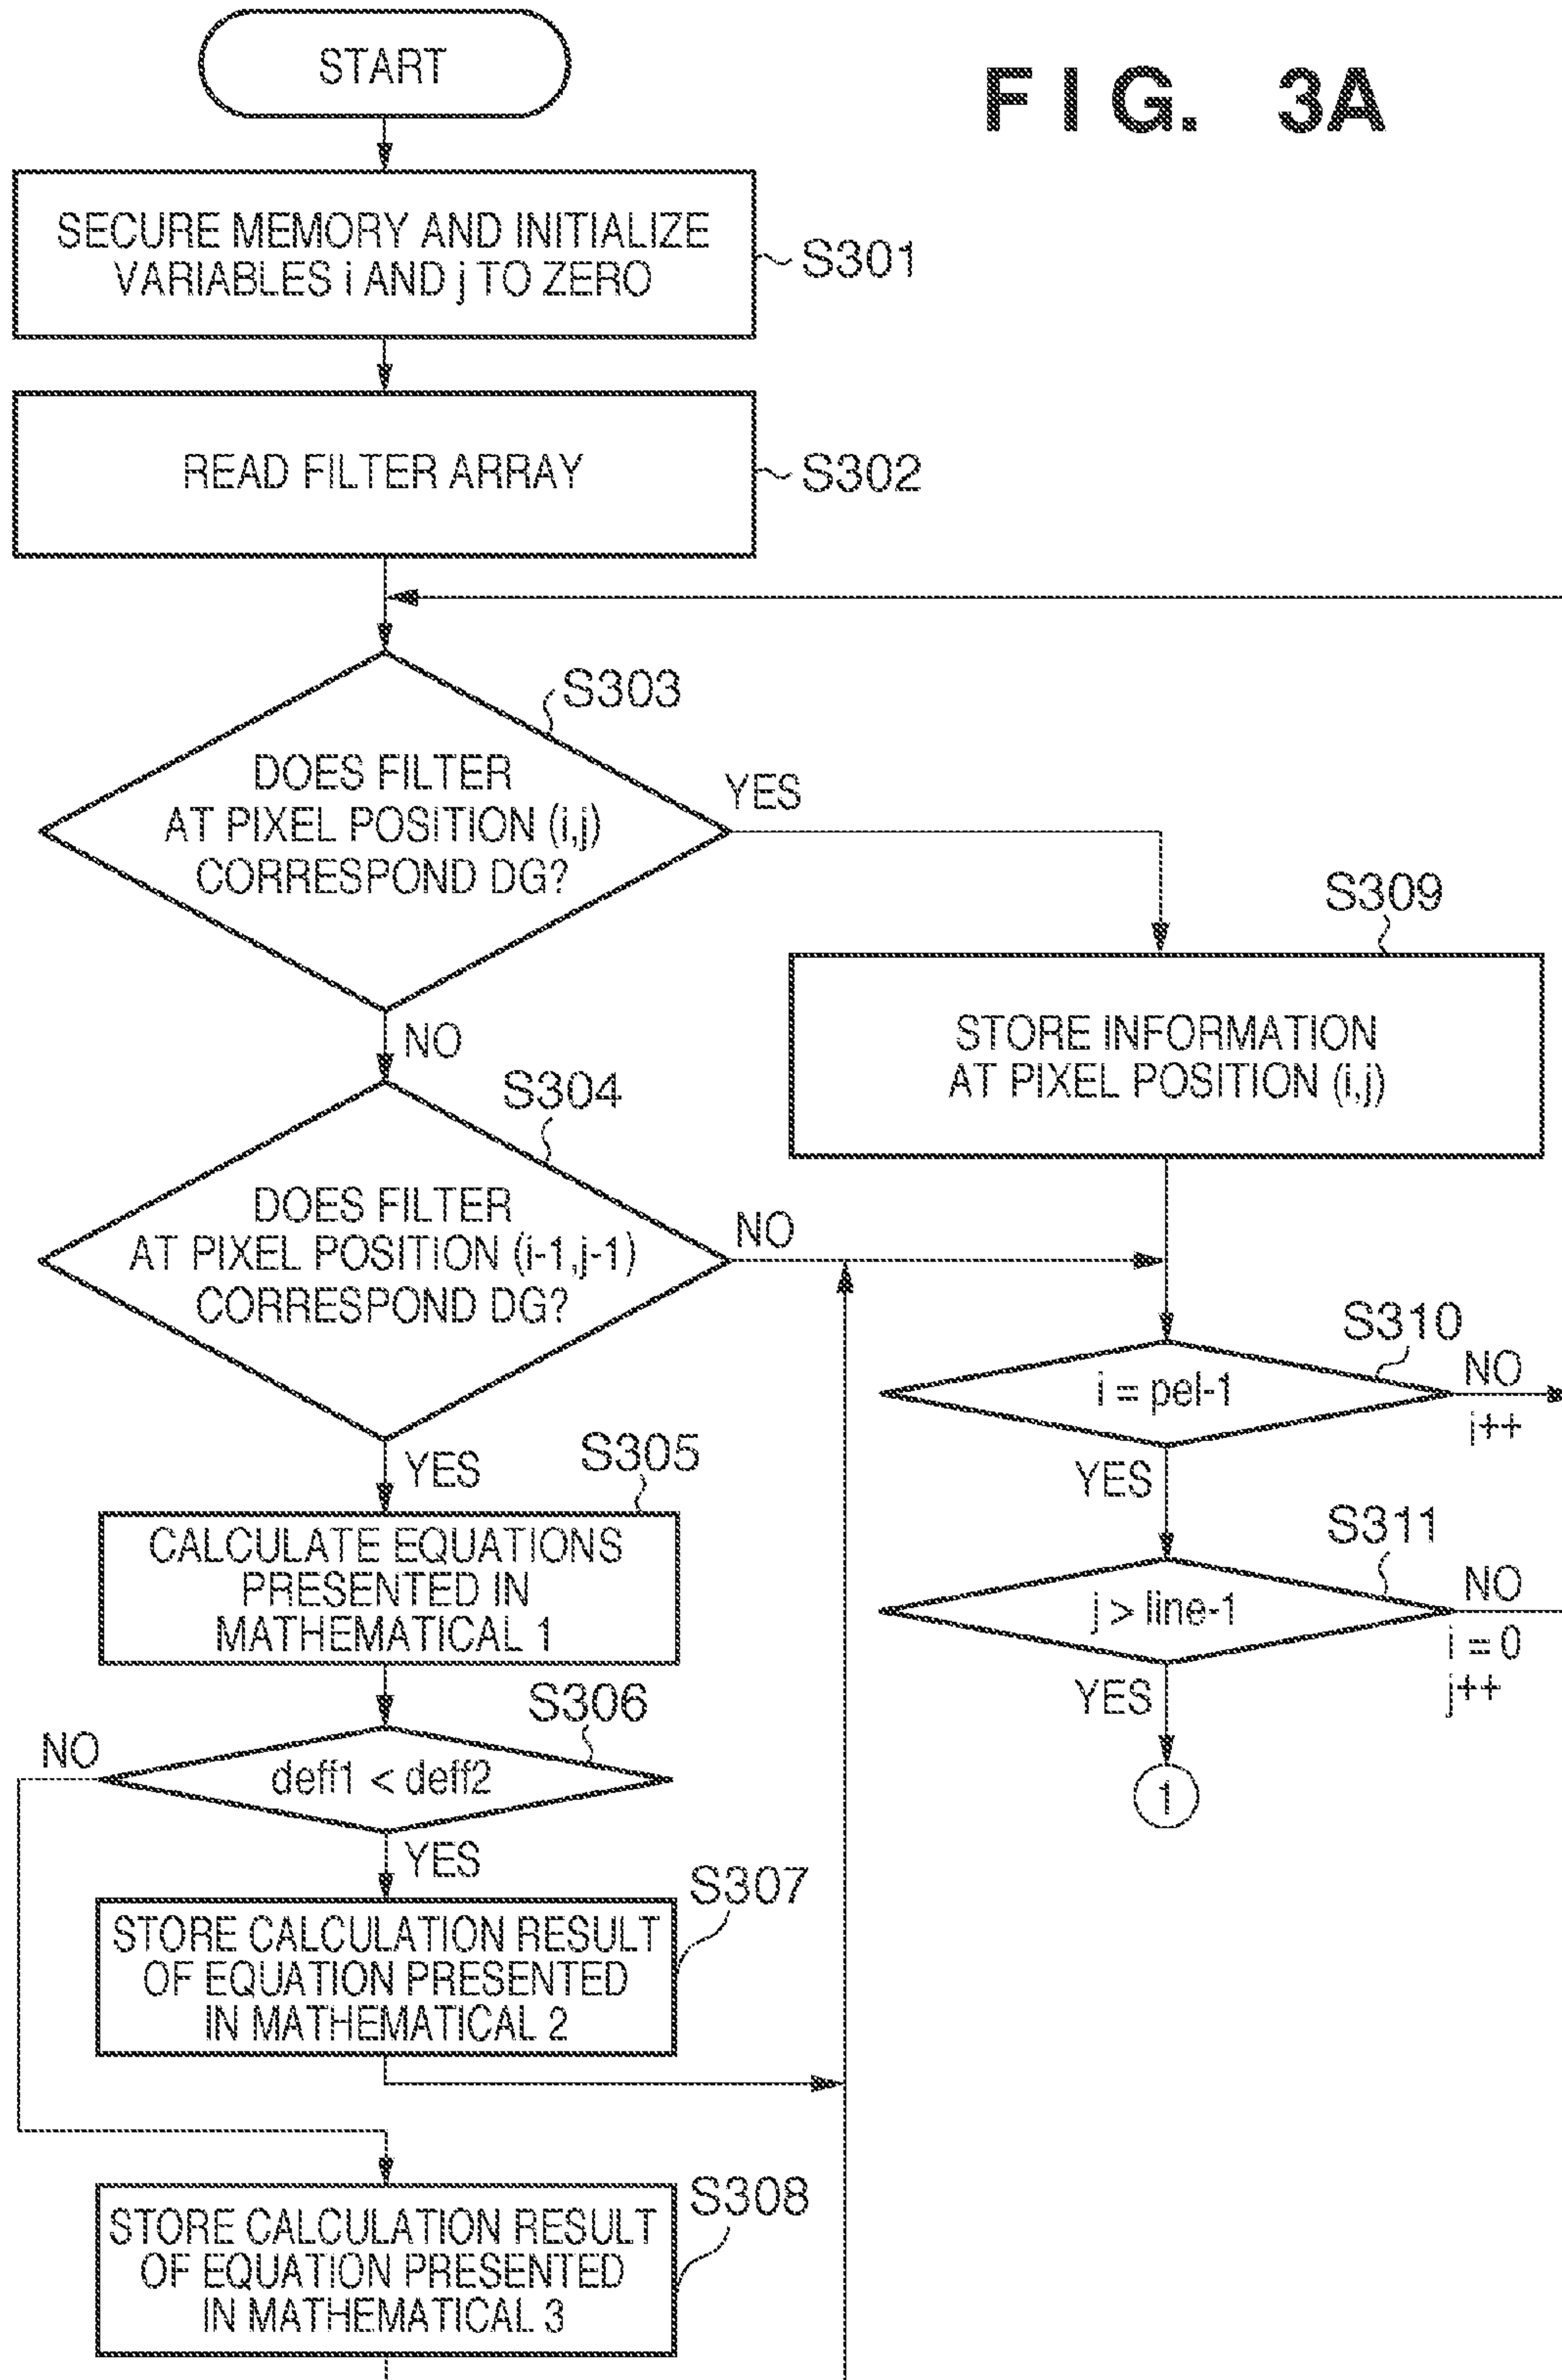 FIG. 3A
START
SECURE MEMORY AND INITIALIZE
VARIABLES i AND j TO ZERO
S301
READ FILTER ARRAY
S302
S303
DOES FILTER
AT PIXEL POSITION (i,j)
CORRESPOND DG?
YES
NO
S309
STORE INFORMATION
AT PIXEL POSITION (i,j)
S304
DOES FILTER
AT PIXEL POSITION (i-1,j-1)
CORRESPOND DG?
NO
YES
S310
i = pel-1
NO
i++
YES
S305
CALCULATE EQUATIONS
PRESENTED IN
MATHEMATICAL 1
S311
j > line-1
NO
i = 0
j++
YES
1
S306
deff1 < deff2
NO
YES
S307
STORE CALCULATION RESULT
OF EQUATION PRESENTED
IN MATHEMATICAL 2
S308
STORE CALCULATION RESULT
OF EQUATION PRESENTED
IN MATHEMATICAL 3